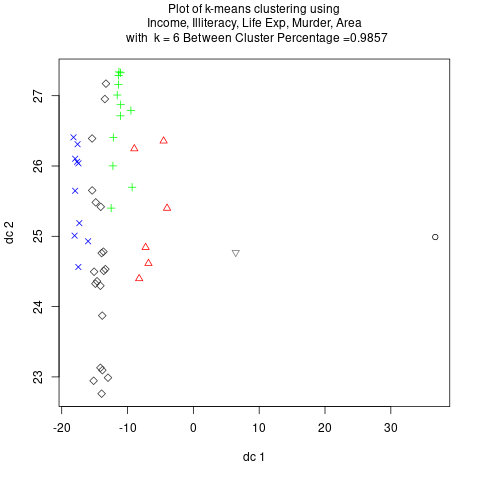 Plot of k-means clustering using
Income, Illiteracy, Life Exp, Murder, Area
with k = 6 Between Cluster Percentage =0.9857
27
26
25
24
23
dc 2
-20 -10 0 10 20 30
dc 1